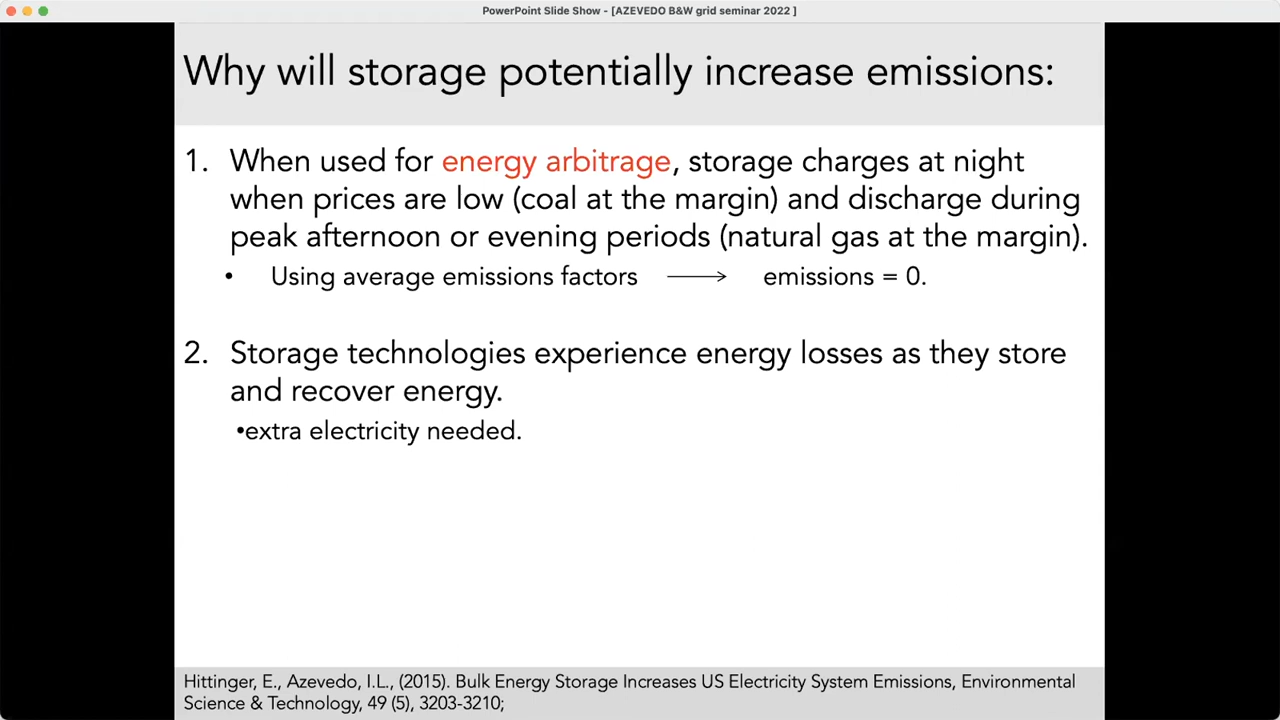 PowerPoint Slide Show - [AZEVEDO B&W grid seminar 2022 ]
Why will storage potentially increase emissions:
1. When used for energy arbitrage, storage charges at night
when prices are low (coal at the margin) and discharge during
peak afternoon or evening periods (natural gas at the margin).
• Using average emissions factors ⟶ emissions = 0.
2. Storage technologies experience energy losses as they store
and recover energy.
•extra electricity needed.
Hittinger, E., Azevedo, I.L., (2015). Bulk Energy Storage Increases US Electricity System Emissions, Environmental
Science & Technology, 49 (5), 3203-3210;